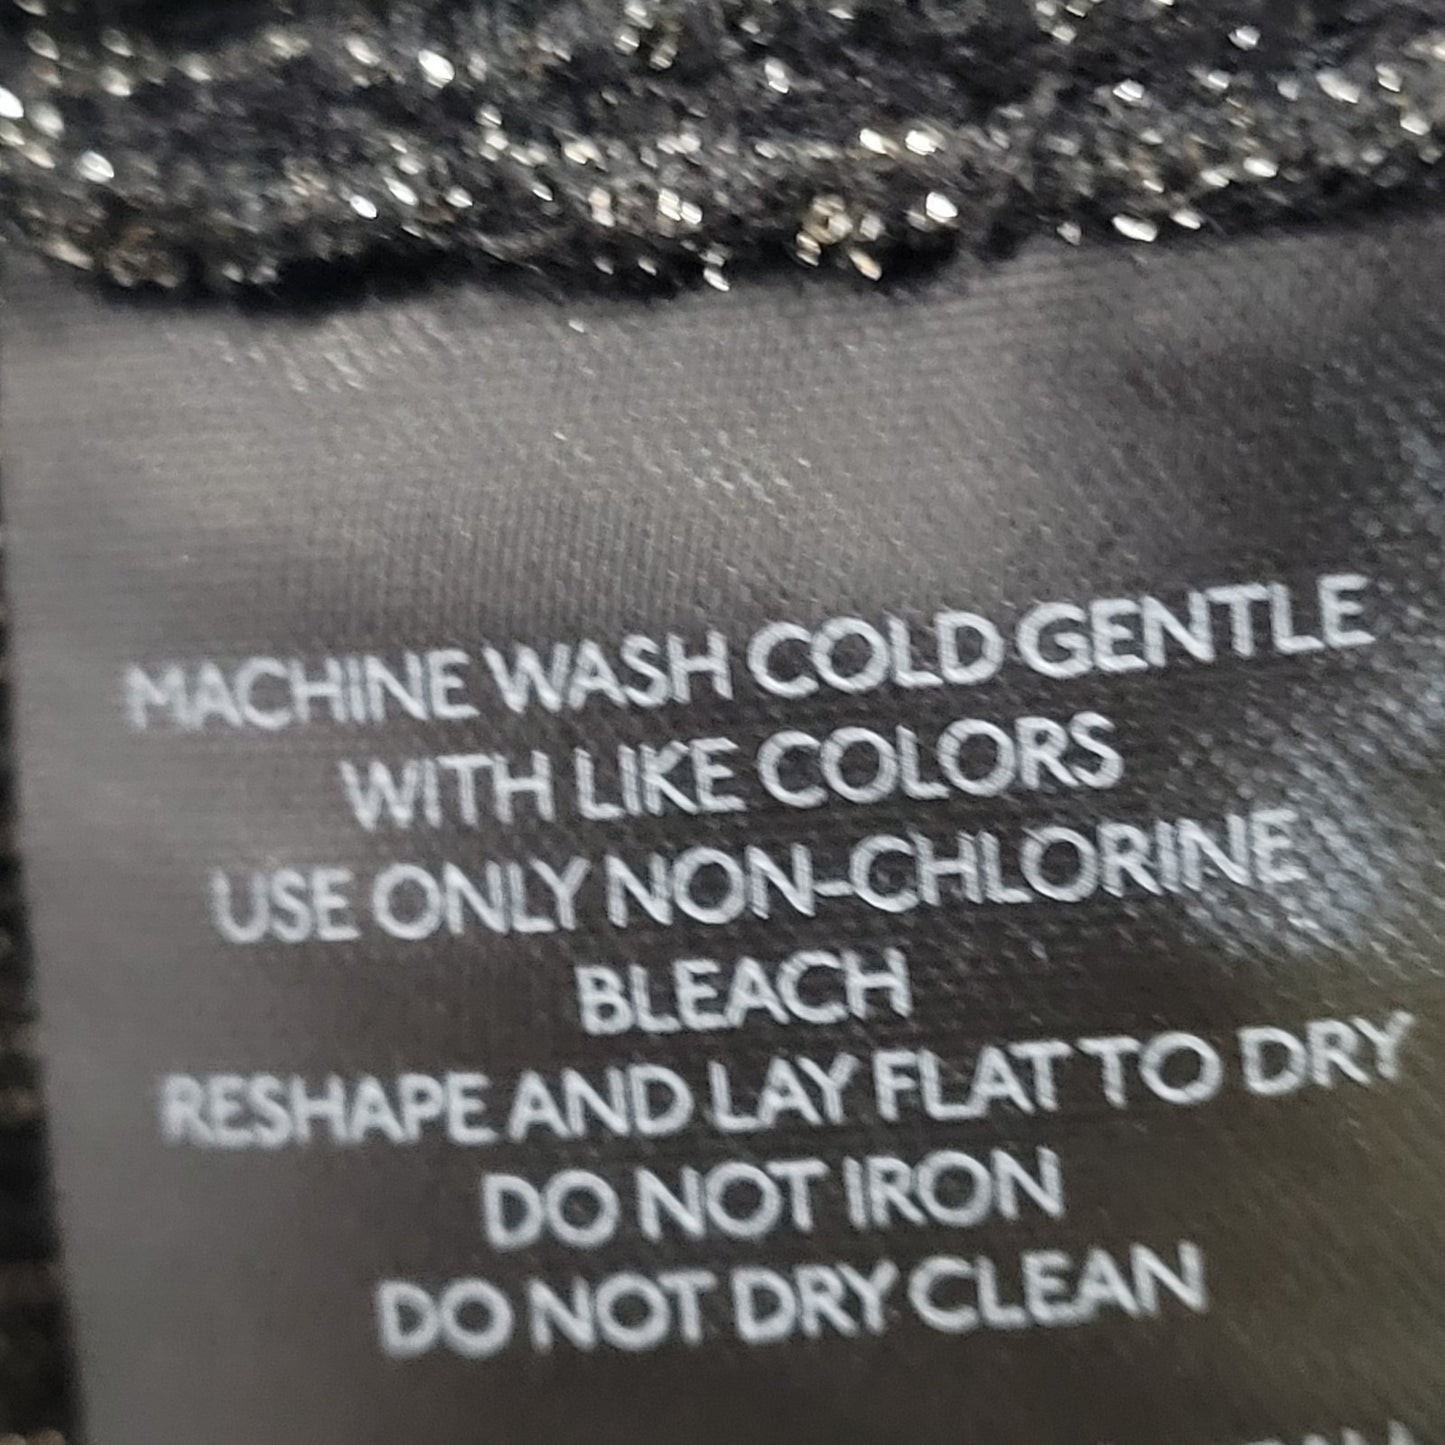 MACHINE WASH COLD GENTLE
WITH LIKE COLORS
USE ONLY NON-CHLORINE
BLEACH
RESHAPE AND LAY FLAT TO DRY
DO NOT IRON
DO NOT DRY CLEAN